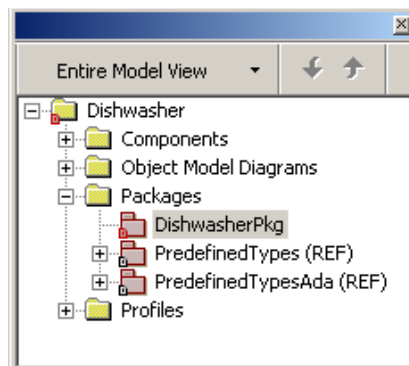 Entire Model View
Dishwasher
Components
Object Model Diagrams
Packages
DishwasherPkg
PredefinedTypes (REF)
PredefinedTypesAda (REF)
Profiles